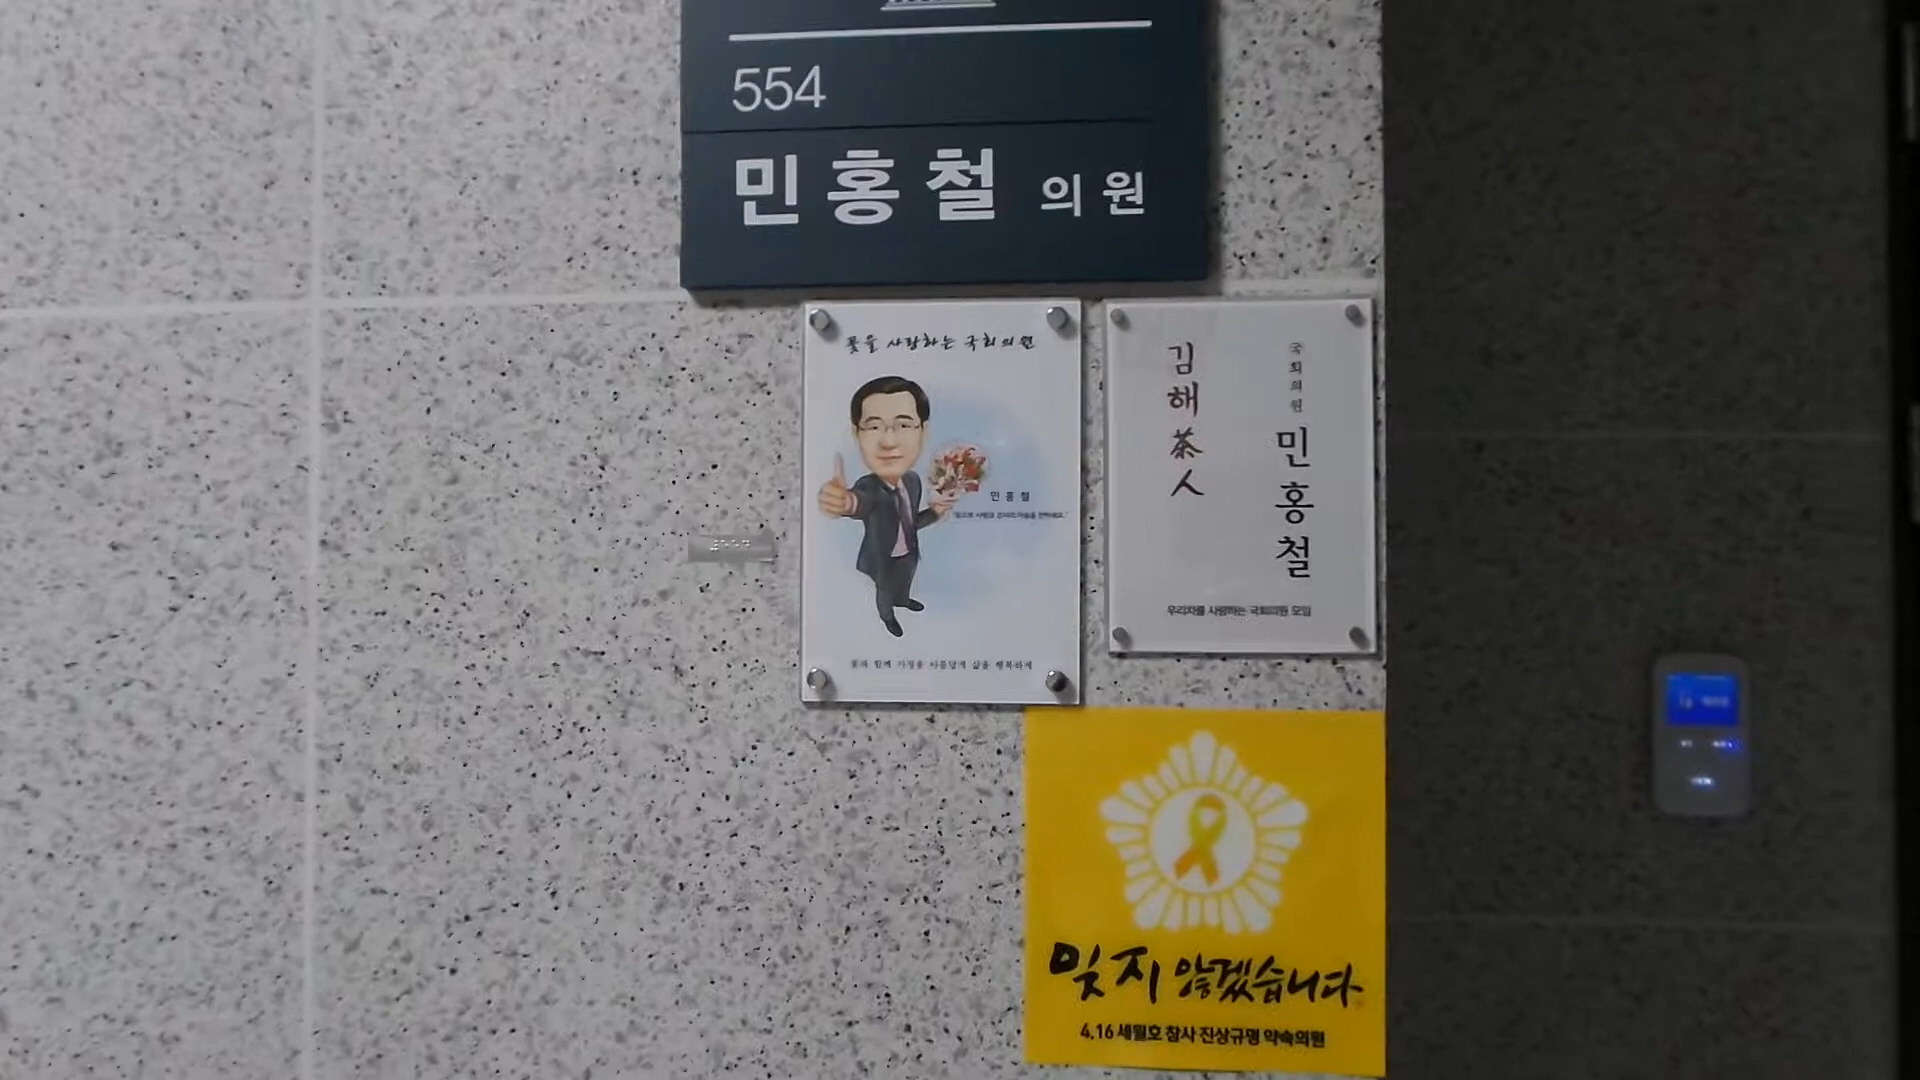 554
민홍철 의원
꽃을 사랑하는 국회의원
민홍철
꽃과 함께 가정을 아름답게 삶을 행복하게
김해茶人
국회의원 민홍철
우리차를 사랑하는 국회의원 모임
잊지 않겠습니다
4.16 세월호 참사 진상규명 약속의원